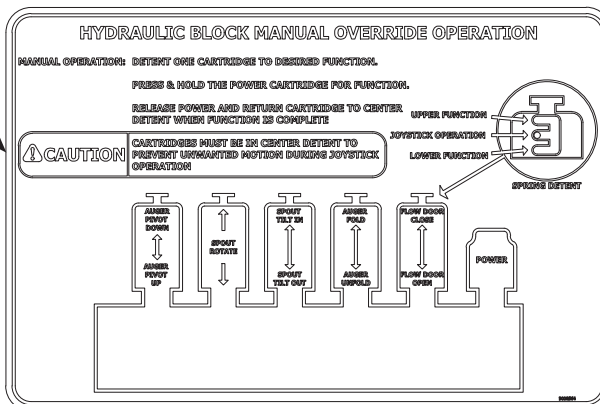 HYDRAULIC BLOCK MANUAL OVERRIDE OPERATION
MANUAL OPERATION: DETENT ONE CARTRIDGE TO DESIRED FUNCTION.
PRESS & HOLD THE POWER CARTRIDGE FOR FUNCTION.
RELEASE POWER AND RETURN CARTRIDGE TO CENTER
DETENT WHEN FUNCTION IS COMPLETE
UPPER FUNCTION
JOYSTICK OPERATION
LOWER FUNCTION
SPRING DETENT
CAUTION
CARTRIDGES MUST BE IN CENTER DETENT TO
PREVENT UNWANTED MOTION DURING JOYSTICK
OPERATION
AUGER
PIVOT
DOWN
AUGER
PIVOT
UP
SPOUT
ROTATE
SPOUT
TILT IN
SPOUT
TILT OUT
AUGER
FOLD
AUGER
UNFOLD
FLOW DOOR
CLOSE
FLOW DOOR
OPEN
POWER